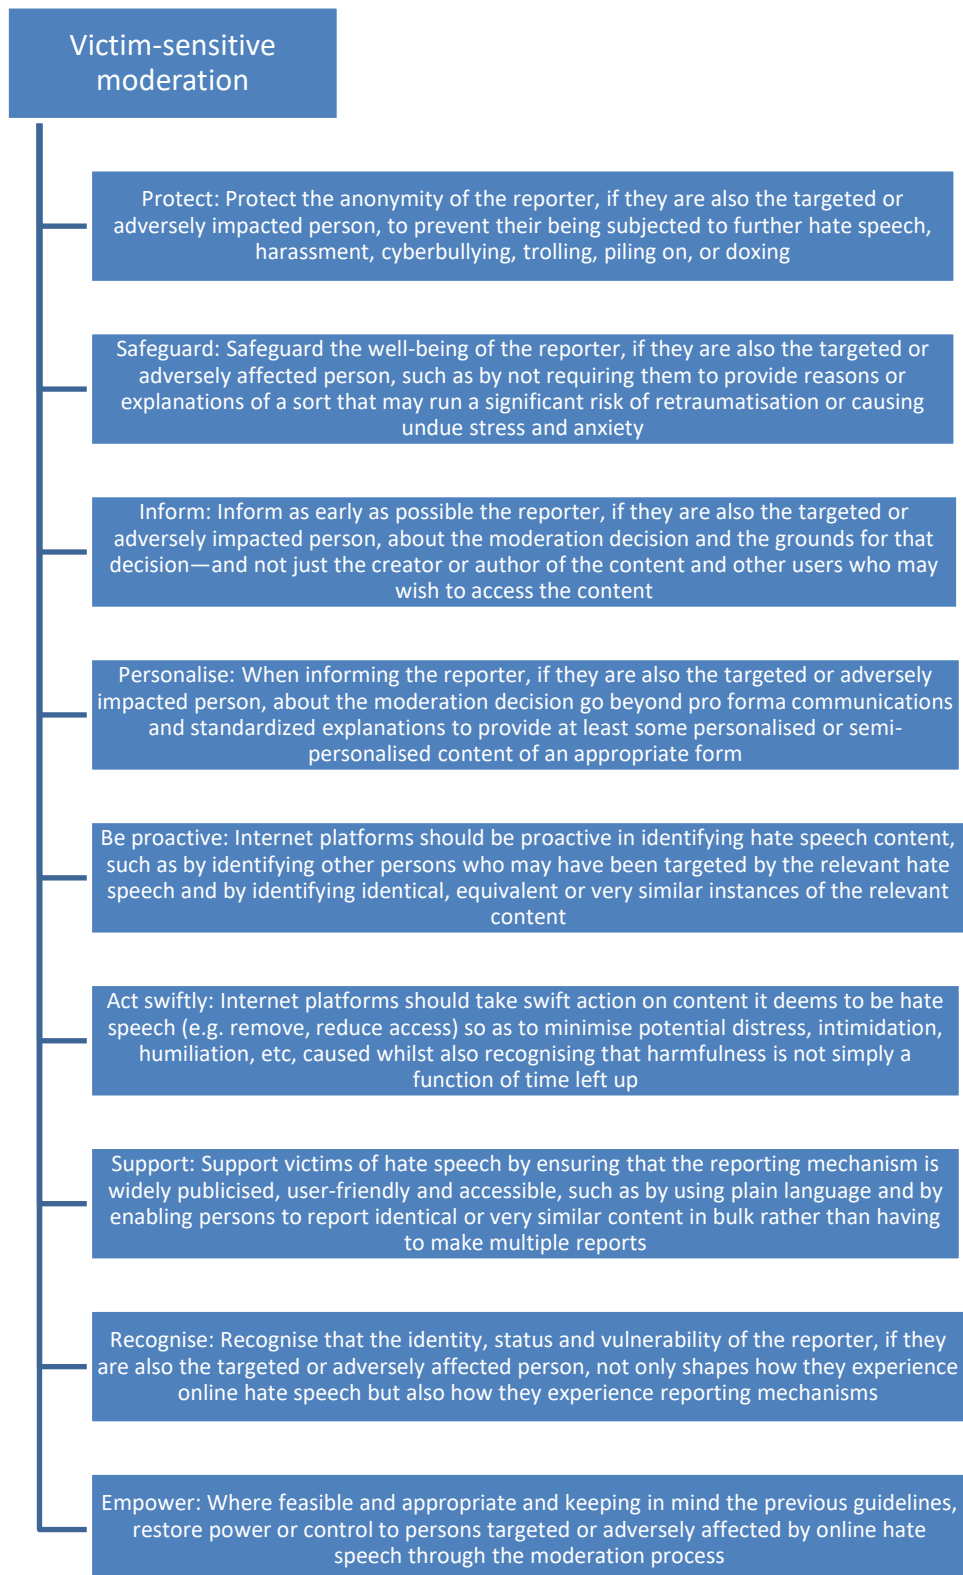 Victim-sensitive
moderation
Protect: Protect the anonymity of the reporter, if they are also the targeted or
adversely impacted person, to prevent their being subjected to further hate speech,
harassment, cyberbullying, trolling, piling on, or doxing
Safeguard: Safeguard the well-being of the reporter, if they are also the targeted or
adversely affected person, such as by not requiring them to provide reasons or
explanations of a sort that may run a significant risk of retraumatisation or causing
undue stress and anxiety
Inform: Inform as early as possible the reporter, if they are also the targeted or
adversely impacted person, about the moderation decision and the grounds for that
decision—and not just the creator or author of the content and other users who may
wish to access the content
Personalise: When informing the reporter, if they are also the targeted or adversely
impacted person, about the moderation decision go beyond pro forma communications
and standardized explanations to provide at least some personalised or semi-
personalised content of an appropriate form
Be proactive: Internet platforms should be proactive in identifying hate speech content,
such as by identifying other persons who may have been targeted by the relevant hate
speech and by identifying identical, equivalent or very similar instances of the relevant
content
Act swiftly: Internet platforms should take swift action on content it deems to be hate
speech (e.g. remove, reduce access) so as to minimise potential distress, intimidation,
humiliation, etc, caused whilst also recognising that harmfulness is not simply a
function of time left up
Support: Support victims of hate speech by ensuring that the reporting mechanism is
widely publicised, user-friendly and accessible, such as by using plain language and by
enabling persons to report identical or very similar content in bulk rather than having
to make multiple reports
Recognise: Recognise that the identity, status and vulnerability of the reporter, if they
are also the targeted or adversely affected person, not only shapes how they experience
online hate speech but also how they experience reporting mechanisms
Empower: Where feasible and appropriate and keeping in mind the previous guidelines,
restore power or control to persons targeted or adversely affected by online hate
speech through the moderation process